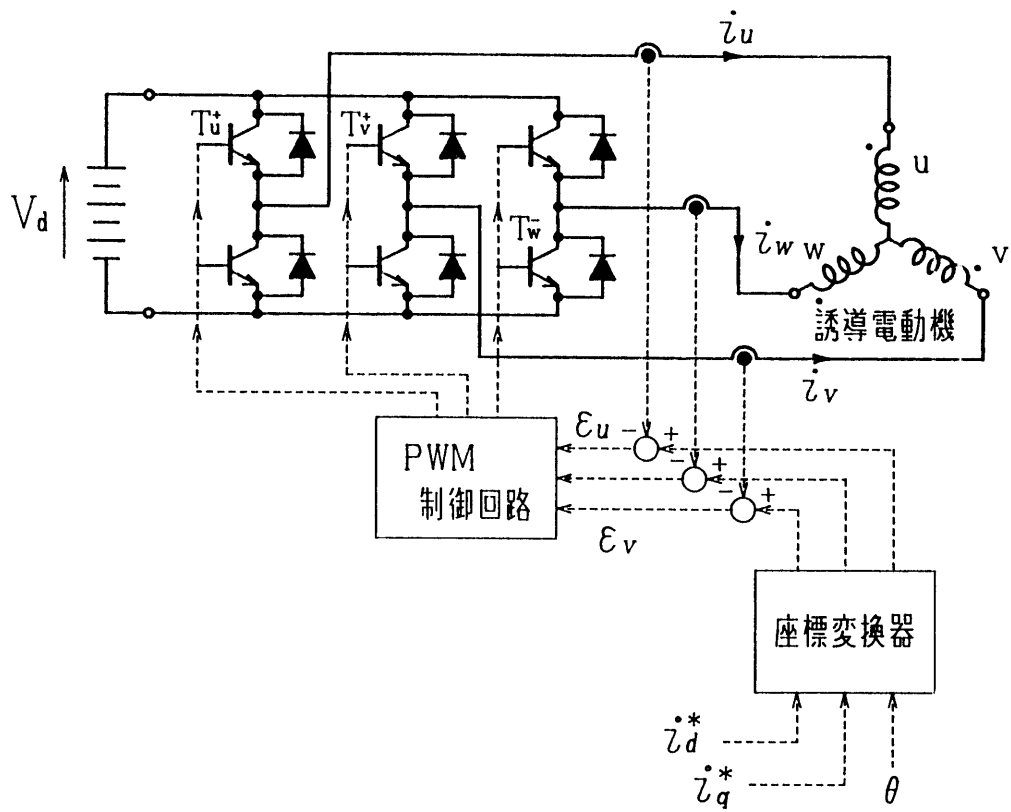 iu
Tu+
Tv+
Vd
Tw-
iw
w
u
v
誘導電動機
iv
εu
-
+
PWM
制御回路
-
+
-
+
εv
座標変換器
id*
iq*
θ